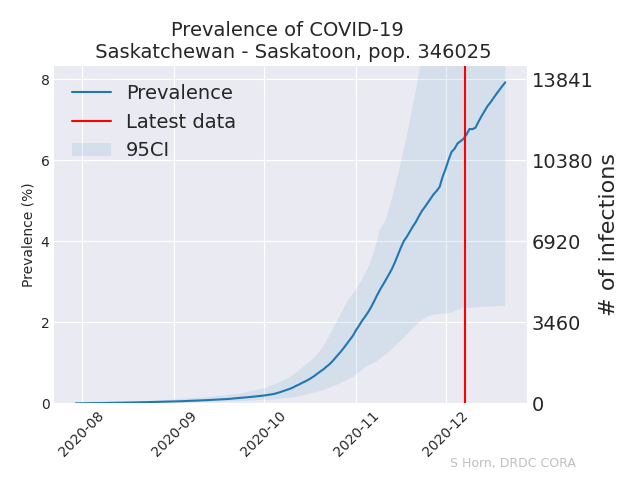 Prevalence of COVID-19
Saskatchewan - Saskatoon, pop. 346025
Prevalence
Latest data
95CI
Prevalence (%)
8
6
4
2
0
13841
10380
6920
3460
0
# of infections
2020-08
2020-09
2020-10
2020-11
2020-12
S Horn, DRDC CORA